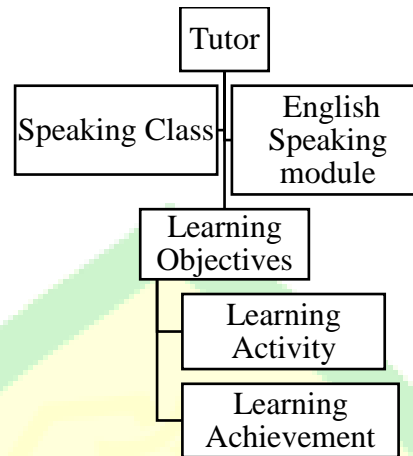 Tutor
Speaking Class
English
Speaking
module
Learning
Objectives
Learning
Activity
Learning
Achievement